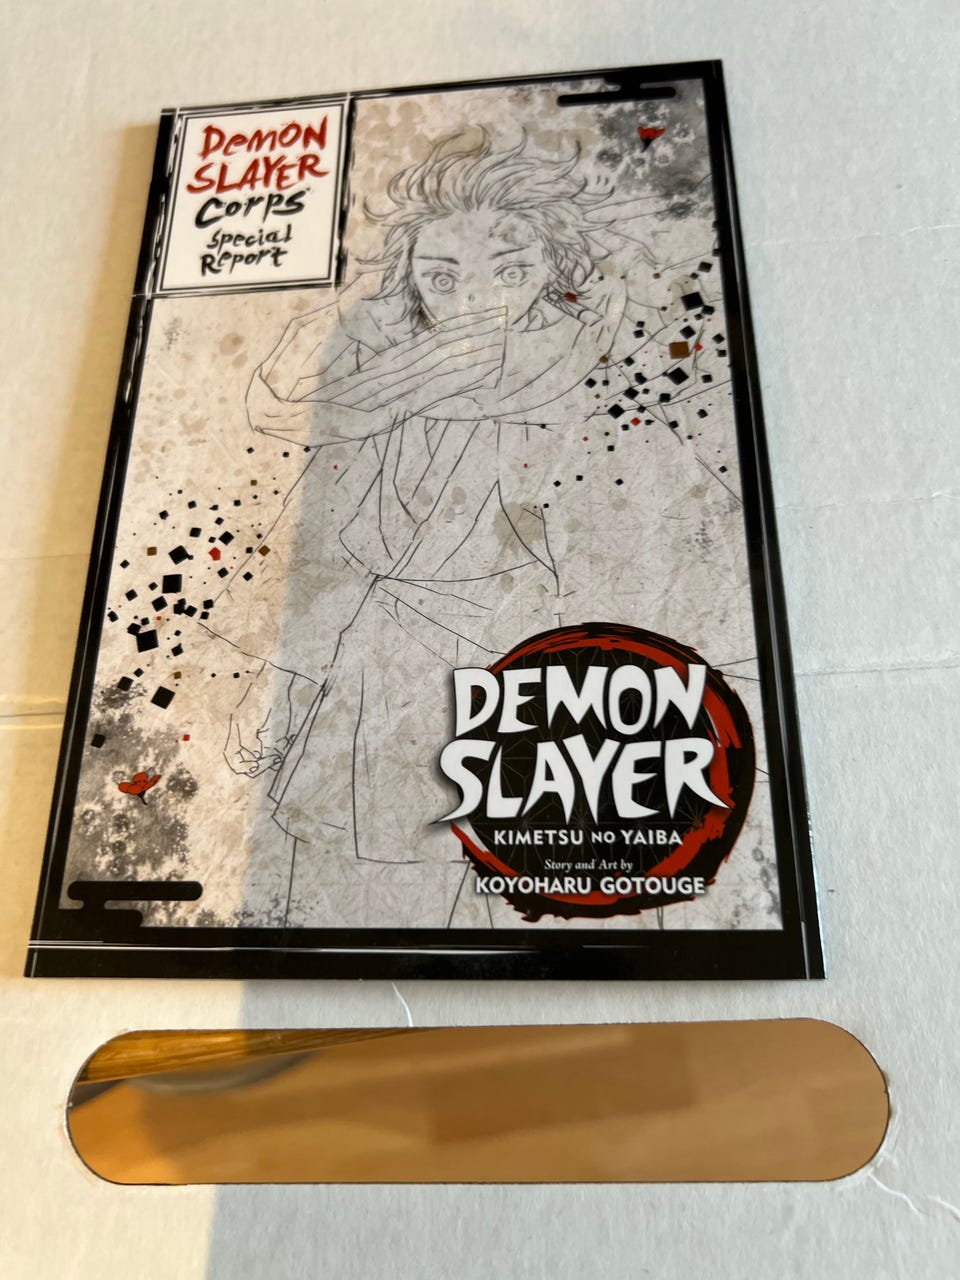 DEMON
SLAYER
Corps
Special
Report
DEMON
SLAYER
KIMETSU NO YAIBA
Story and Art by
KOYOHARU GOTOUGE